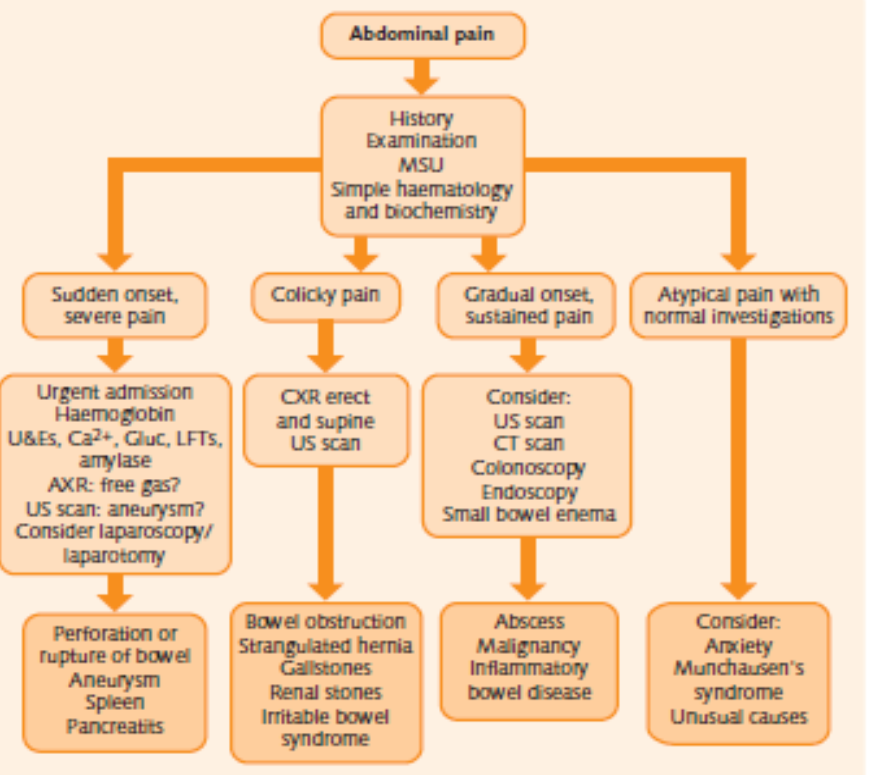 Abdominal pain
History
Examination
MSU
Simple haematology
and biochemistry
Sudden onset,
severe pain
Colicky pain
Gradual onset,
sustained pain
Atypical pain with
normal investigations
Urgent admission
Haemoglobin
U&Es, Ca2+, Gluc, LFTs,
amylase
AXR: free gas?
US scan: aneurysm?
Consider laparoscopy/
laparotomy
CXR erect
and supine
US scan
Consider:
US scan
CT scan
Colonoscopy
Endoscopy
Small bowel enema
Perforation or
rupture of bowel
Aneurysm
Spleen
Pancreatits
Bowel obstruction
Strangulated hernia
Gallstones
Renal stones
Irritable bowel
syndrome
Abscess
Malignancy
Inflammatory
bowel disease
Consider:
Anxiety
Munchausen's
syndrome
Unusual causes